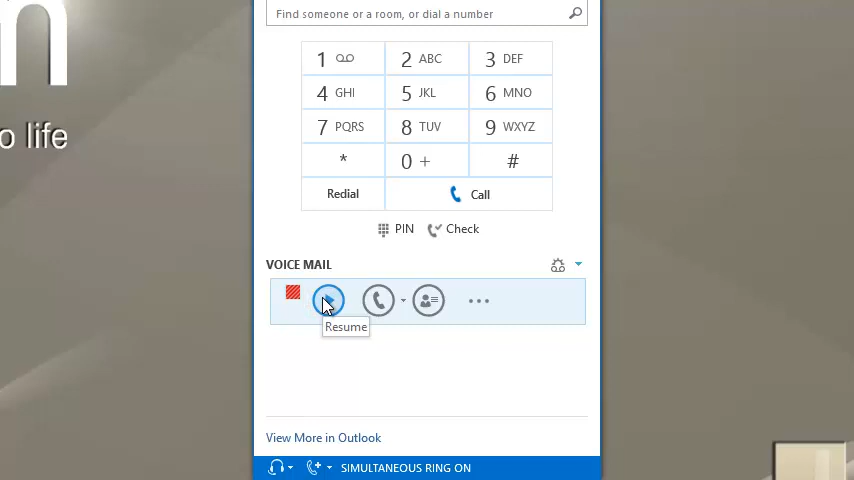 n
o life
Find someone or a room, or dial a number
1
2 ABC
3 DEF
4 GHI
5 JKL
6 MNO
7 PQRS
8 TUV
9 WXYZ
*
0 +
#
Redial
Call
PIN
Check
VOICE MAIL
Resume
View More in Outlook
SIMULTANEOUS RING ON